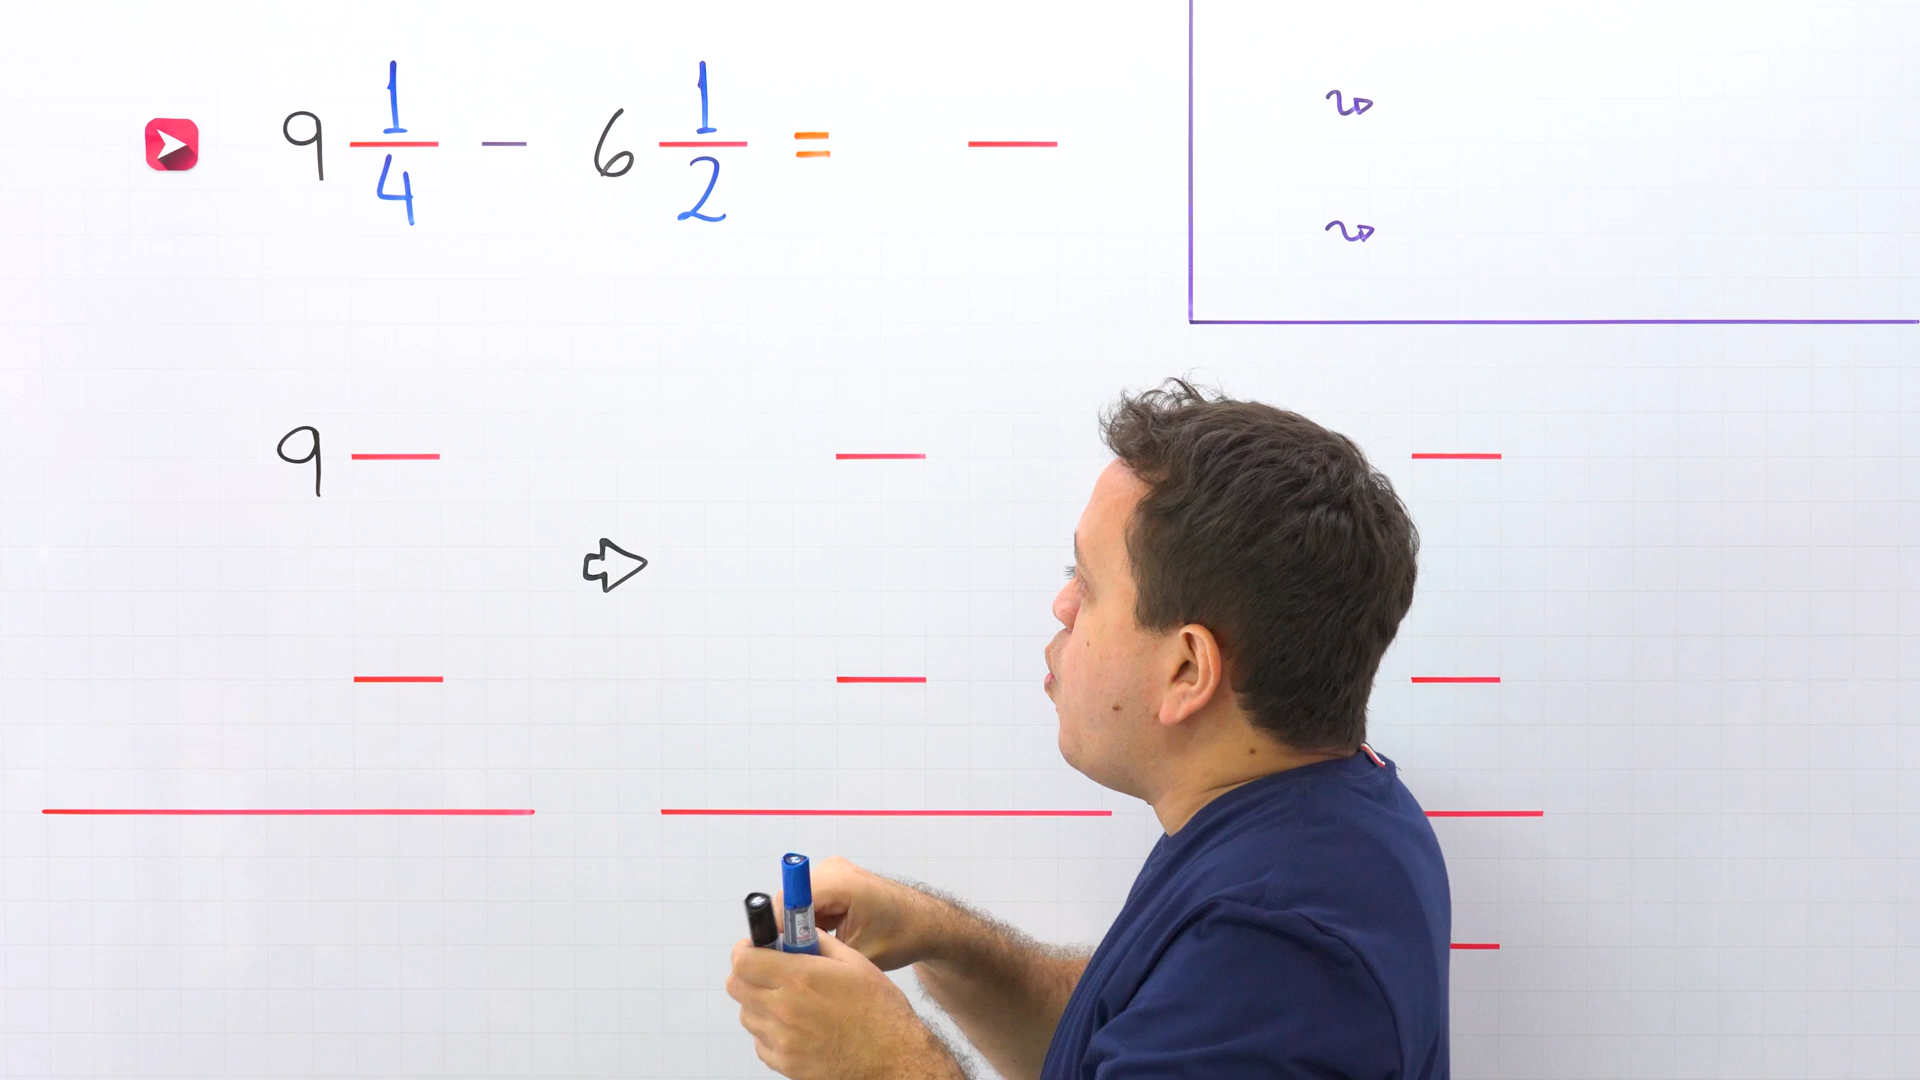 9 1/4 - 6 1/2 =
9